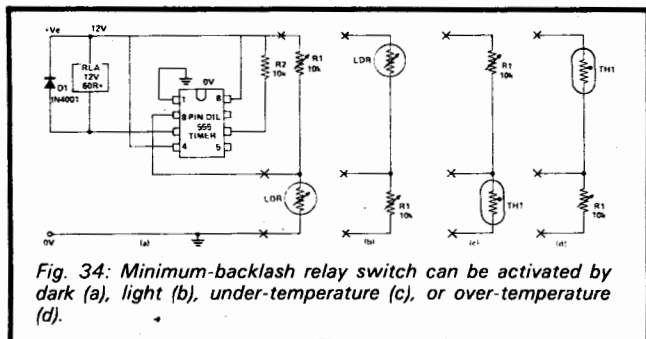 +Ve
12V
(b)
(c)
(d)
RLA
12V
60R+
D1
1N4001
0V
R2
10k
R1
10k
LDR
R1
10k
TH1
1
8
8 PIN DIL
555
TIMER
4
5
LDR
R1
10k
TH1
R1
10k
0V
(a)
(b)
(c)
(d)
Fig. 34: Minimum-backlash relay switch can be activated by
dark (a), light (b), under-temperature (c), or over-temperature
(d).